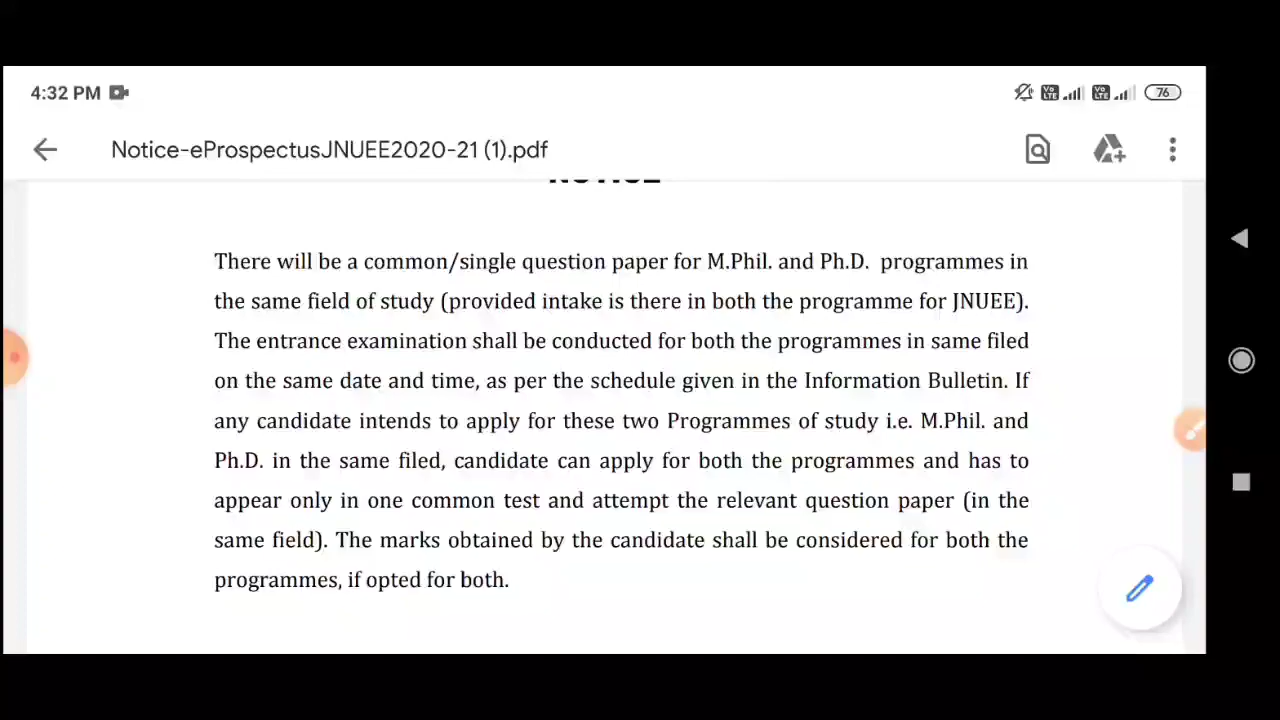 4:32 PM
Vo LTE Vo LTE 76
Notice-eProspectusJNUEE2020-21 (1).pdf
NOTICE
There will be a common/single question paper for M.Phil. and Ph.D. programmes in
the same field of study (provided intake is there in both the programme for JNUEE).
The entrance examination shall be conducted for both the programmes in same filed
on the same date and time, as per the schedule given in the Information Bulletin. If
any candidate intends to apply for these two Programmes of study i.e. M.Phil. and
Ph.D. in the same filed, candidate can apply for both the programmes and has to
appear only in one common test and attempt the relevant question paper (in the
same field). The marks obtained by the candidate shall be considered for both the
programmes, if opted for both.